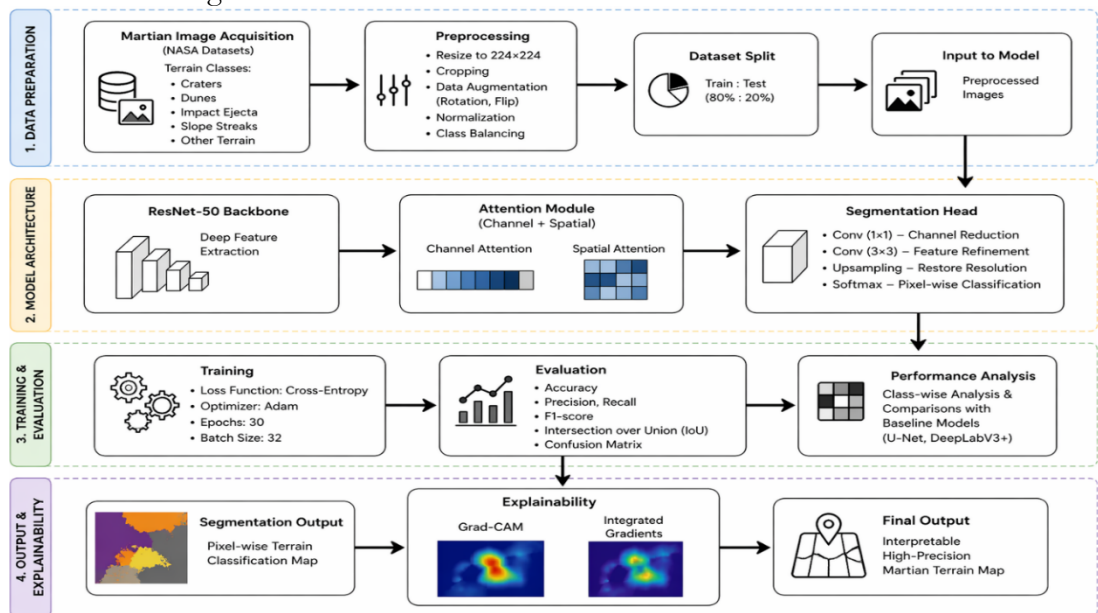 1. DATA PREPARATION
Martian Image Acquisition
(NASA Datasets)
Terrain Classes:
• Craters
• Dunes
• Impact Ejecta
• Slope Streaks
• Other Terrain
Preprocessing
• Resize to 224×224
• Cropping
• Data Augmentation
(Rotation, Flip)
• Normalization
• Class Balancing
Dataset Split
Train : Test
(80% : 20%)
Input to Model
Preprocessed
Images
2. MODEL ARCHITECTURE
ResNet-50 Backbone
Deep Feature
Extraction
Attention Module
(Channel + Spatial)
Channel Attention
Spatial Attention
Segmentation Head
• Conv (1×1) – Channel Reduction
• Conv (3×3) – Feature Refinement
• Upsampling – Restore Resolution
• Softmax – Pixel-wise Classification
3. TRAINING &
EVALUATION
Training
• Loss Function: Cross-Entropy
• Optimizer: Adam
• Epochs: 30
• Batch Size: 32
Evaluation
• Accuracy
• Precision, Recall
• F1-score
• Intersection over Union (IoU)
• Confusion Matrix
Performance Analysis
Class-wise Analysis &
Comparisons with
Baseline Models
(U-Net, DeepLabV3+)
4. OUTPUT &
EXPLAINABILITY
Segmentation Output
Pixel-wise Terrain
Classification Map
Explainability
Grad-CAM
Integrated
Gradients
Final Output
Interpretable
High-Precision
Martian Terrain Map